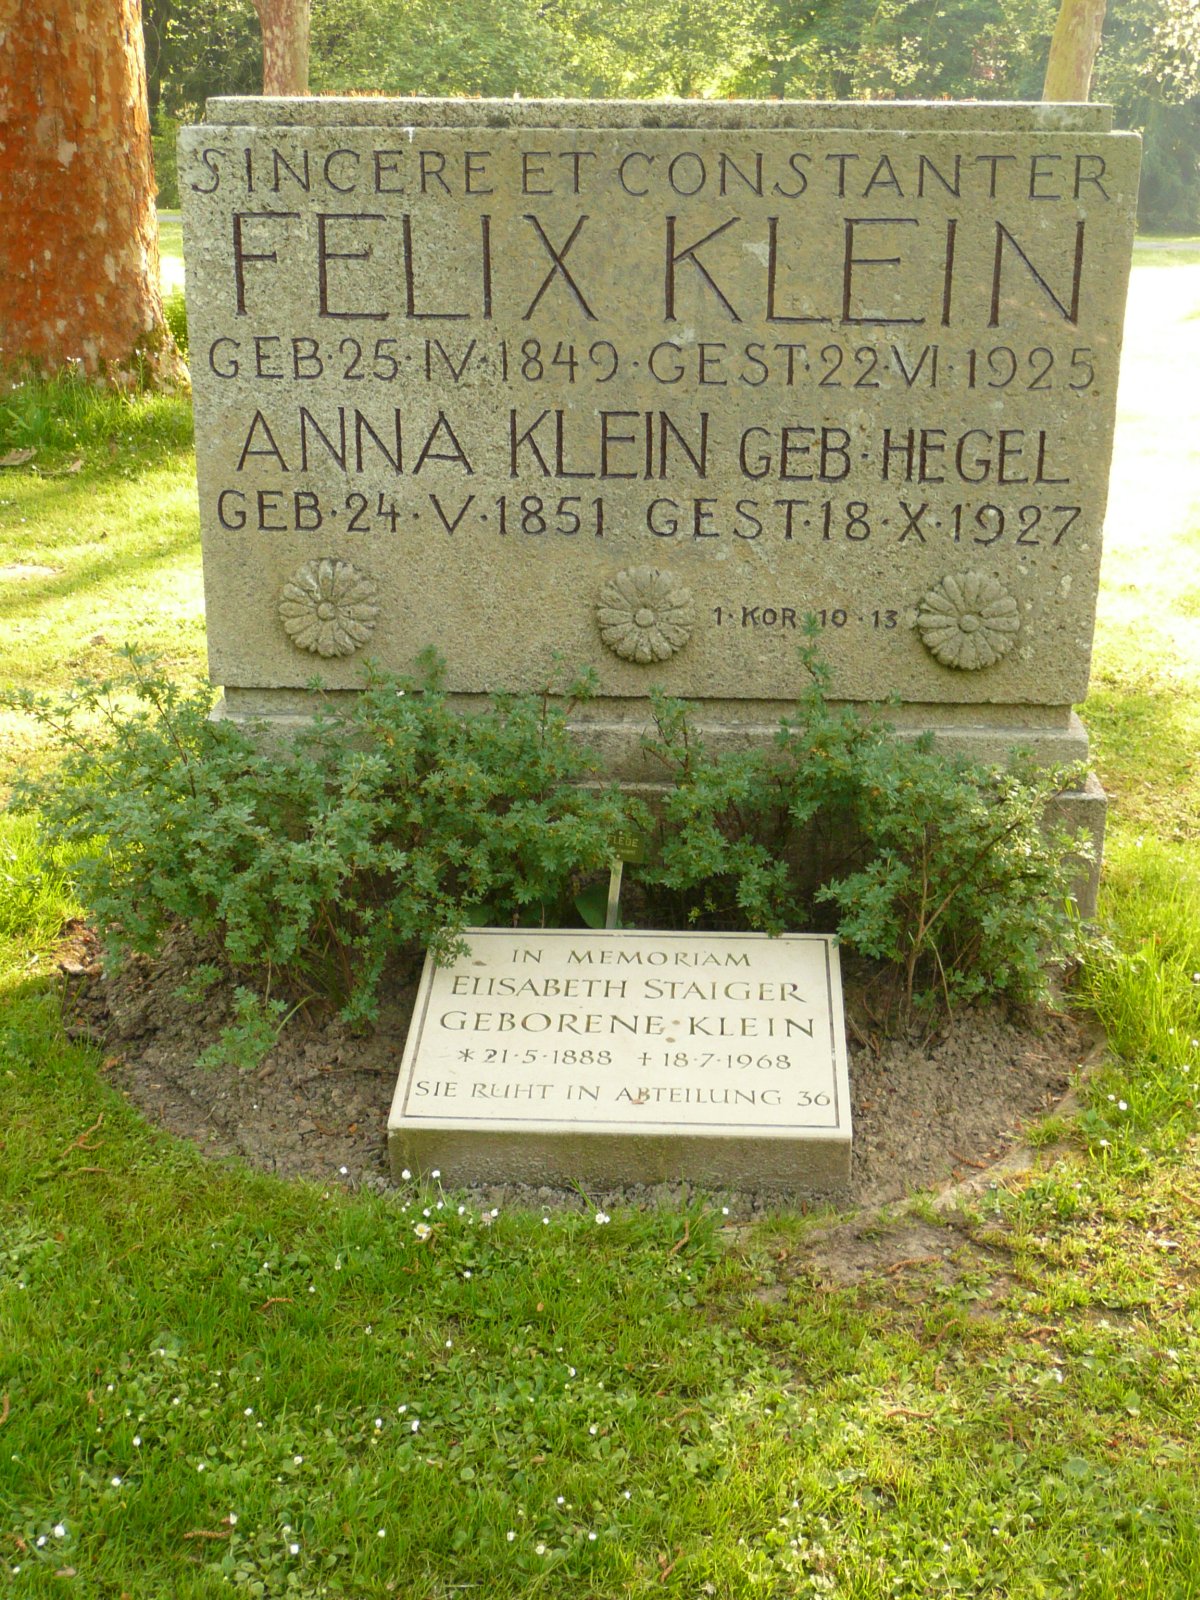 SINCERE ET CONSTANTER
FELIX KLEIN
GEB·25·IV·1849·GEST·22·VI·1925
ANNA KLEIN GEB·HEGEL
GEB·24·V·1851 GEST·18·X·1927
1·KOR 10·13
IN MEMORIAM
ELISABETH STAIGER
GEBORENE KLEIN
*21·5·1888 +18·7·1968
SIE RUHT IN ABTEILUNG 36